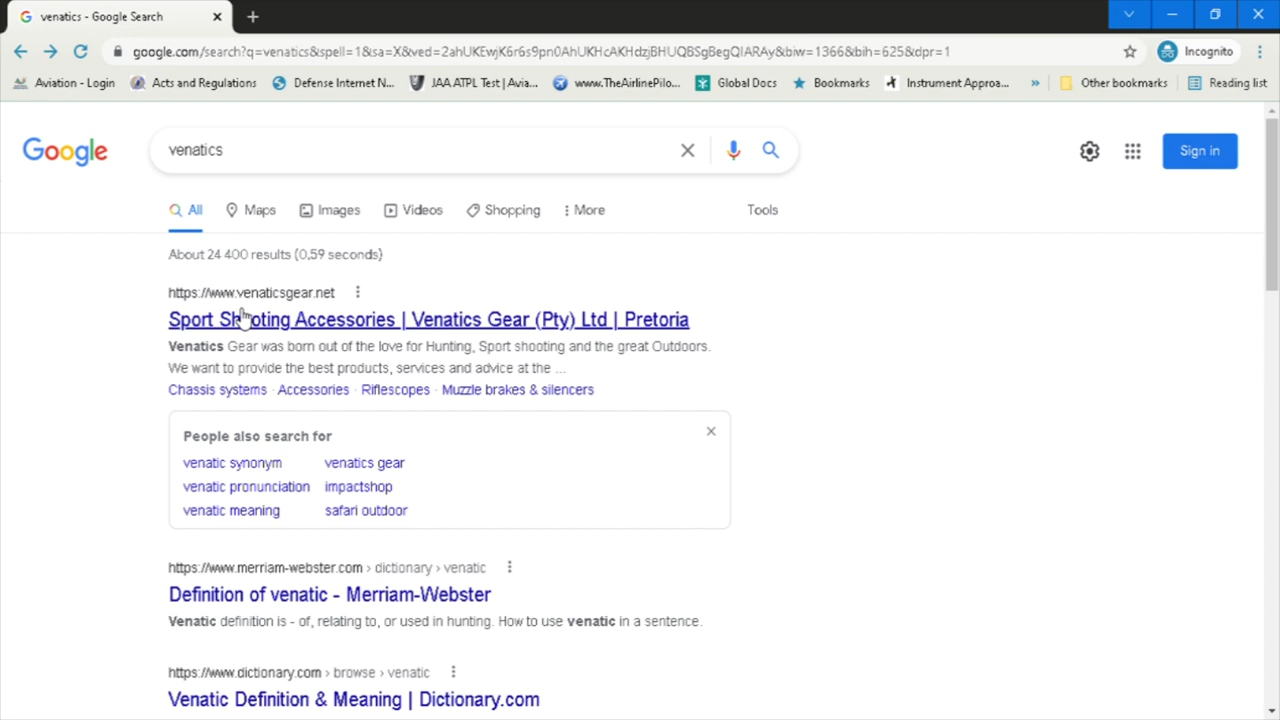 venatics - Google Search
google.com/search?q=venatics&spell=1&sa=X&ved=2ahUKEwjK6r6s9pn0AhUKHcAKHdzjBHUQBSgBegQIARAy&biw=1366&bih=625&dpr=1
Incognito
Aviation - Login
Acts and Regulations
Defense Internet N...
JAA ATPL Test | Avia...
www.TheAirlinePilo...
Global Docs
Bookmarks
Instrument Approa...
»
Other bookmarks
Reading list
Google
venatics
Sign in
All
Maps
Images
Videos
Shopping
More
Tools
About 24 400 results (0,59 seconds)
https://www.venaticsgear.net
Sport Shooting Accessories | Venatics Gear (Pty) Ltd | Pretoria
Venatics Gear was born out of the love for Hunting, Sport shooting and the great Outdoors.
We want to provide the best products, services and advice at the ...
Chassis systems · Accessories · Riflescopes · Muzzle brakes & silencers
People also search for
venatic synonym venatics gear
venatic pronunciation impactshop
venatic meaning safari outdoor
https://www.merriam-webster.com › dictionary › venatic
Definition of venatic - Merriam-Webster
Venatic definition is - of, relating to, or used in hunting. How to use venatic in a sentence.
https://www.dictionary.com › browse › venatic
Venatic Definition & Meaning | Dictionary.com